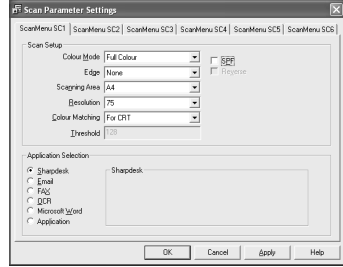 Scan Parameter Settings
ScanMenu SC1 ScanMenu SC2 ScanMenu SC3 ScanMenu SC4 ScanMenu SC5 ScanMenu SC6
Scan Setup
Colour Mode Full Colour SPF
Edge None Reverse
Scanning Area A4
Resolution 75
Colour Matching For CRT
Threshold 128
Application Selection
Sharpdesk Sharpdesk
Email
FAX
OCR
Microsoft Word
Application
OK Cancel Apply Help